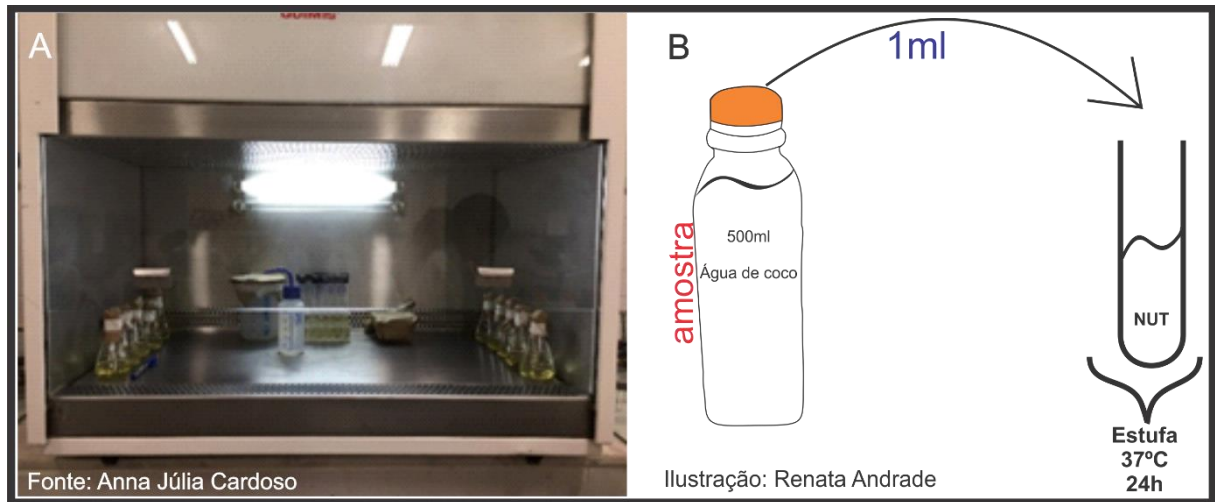 A
Fonte: Anna Júlia Cardoso
B
1ml
amostra
500ml
Água de coco
NUT
Estufa
37ºC
24h
Ilustração: Renata Andrade